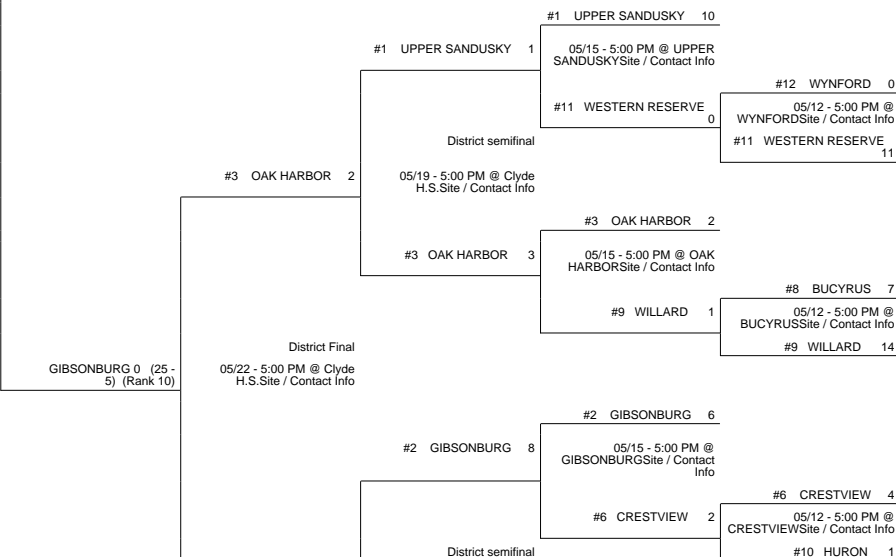 #1 UPPER SANDUSKY 10
#1 UPPER SANDUSKY 1
05/15 - 5:00 PM @ UPPER
SANDUSKYSite / Contact Info
#12 WYNFORD 0
#11 WESTERN RESERVE
0
05/12 - 5:00 PM @
WYNFORDSite / Contact Info
District semifinal
#11 WESTERN RESERVE
11
#3 OAK HARBOR 2
05/19 - 5:00 PM @ Clyde
H.S.Site / Contact Info
#3 OAK HARBOR 2
#3 OAK HARBOR 3
05/15 - 5:00 PM @ OAK
HARBORSite / Contact Info
#8 BUCYRUS 7
#9 WILLARD 1
05/12 - 5:00 PM @
BUCYRUSSite / Contact Info
District Final
#9 WILLARD 14
GIBSONBURG 0 (25 -
5) (Rank 10)
05/22 - 5:00 PM @ Clyde
H.S.Site / Contact Info
#2 GIBSONBURG 6
#2 GIBSONBURG 8
05/15 - 5:00 PM @
GIBSONBURGSite / Contact
Info
#6 CRESTVIEW 4
#6 CRESTVIEW 2
05/12 - 5:00 PM @
CRESTVIEWSite / Contact Info
District semifinal
#10 HURON 1